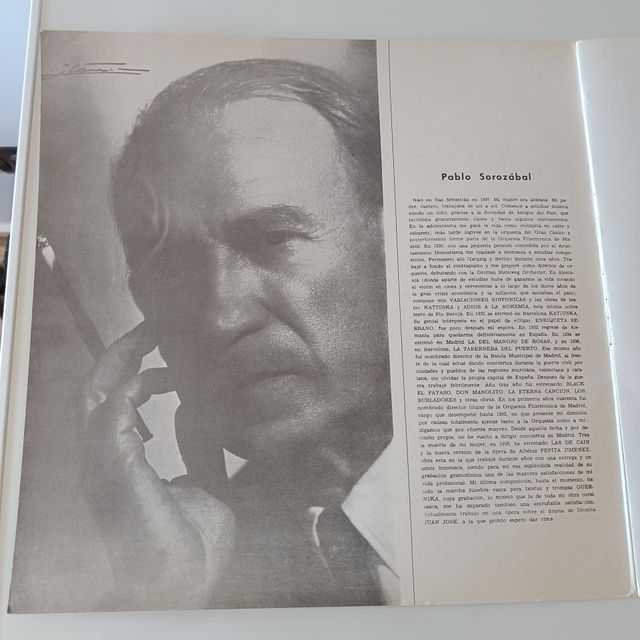 Pablo Sorozábal
Nací en San Sebastián en 1897. Mi madre era aldeana. Mi pa-
dre, cantero, trabajaba de sol a sol. Comencé a estudiar música
siendo un niño, gracias a la Sociedad de Amigos del País, que
facilitaba gratuitamente clases y hasta algunos instrumentos.
En la adolescencia me gané la vida como violinista en cafés y
cabarets; más tarde ingresé en la orquesta del Gran Casino y
posteriormente formé parte de la Orquesta Filarmónica de Ma-
drid. En 1920, con una pequeña pensión concedida por el Ayun-
tamiento Donostiarra me trasladé a Alemania a estudiar compo-
sición. Permanecí allí (Leipzig y Berlín) durante once años. Tra-
bajé a fondo el contrapunto y me preparé como director de or-
questa, debutando con la Grotian Steinweg Orchester. En Alema-
nia (donde aparte de estudiar hube de ganarme la vida tocando
el violín en cines y cervecerías a lo largo de los duros años de
la gran crisis económica y la inflación que asolaban el país),
compuse mis VARIACIONES SINFONICAS y las obras de tea-
tro KATIUSKA y ADIOS A LA BOHEMIA, ésta última sobre
texto de Pío Baroja. En 1931 se estrenó en Barcelona KATIUSKA.
Su genial intérprete en el papel de «Olga», ENRIQUETA SE-
RRANO, fue poco después mi esposa. En 1932 regresé de Ale-
mania para quedarme definitivamente en España. En 1934 se
estrenó en Madrid LA DEL MANOJO DE ROSAS, y en 1936,
en Barcelona, LA TABERNERA DEL PUERTO. Ese mismo año
fui nombrado director de la Banda Municipal de Madrid, al fren-
te de la cual actué dando conciertos durante la guerra civil por
ciudades y pueblos de las regiones murciana, valenciana y cata-
lana, sin olvidar la propia capital de España. Después de la gue-
rra trabajé febrilmente. Año tras año fui estrenando BLACK
EL PAYASO, DON MANOLITO, LA ETERNA CANCION, LOS
BURLADORES y otras obras. En los primeros años cuarenta fui
nombrado director titular de la Orquesta Filarmónica de Madrid,
cargo que desempeñé hasta 1952, en que presenté mi dimisión
por causas totalmente ajenas tanto a la Orquesta como a mí:
digamos que por «fuerza mayor». Desde aquella fecha y por de-
cisión propia, no he vuelto a dirigir conciertos en Madrid. Tras
la muerte de mi mujer, en 1958, he estrenado LAS DE CAIN
y la nueva versión de la ópera de Albéniz PEPITA JIMENEZ,
obra esta en la que trabajé durante años con una entrega y un
amor inmensos, siendo para mí esa espléndida realidad de su
grabación gramofónica una de las mayores satisfacciones de mi
vida profesional. Mi última composición, hasta el momento, ha
sido la marcha fúnebre vasca para txistus y trompas GUER-
NIKA, cuya grabación, lo mismo que la de toda mi obra coral
vasca, me ha deparado también una entrañable satisfacción.
Actualmente trabajo en una ópera sobre el drama de Dicenta
JUAN JOSE, a la que pronto espero dar cima.